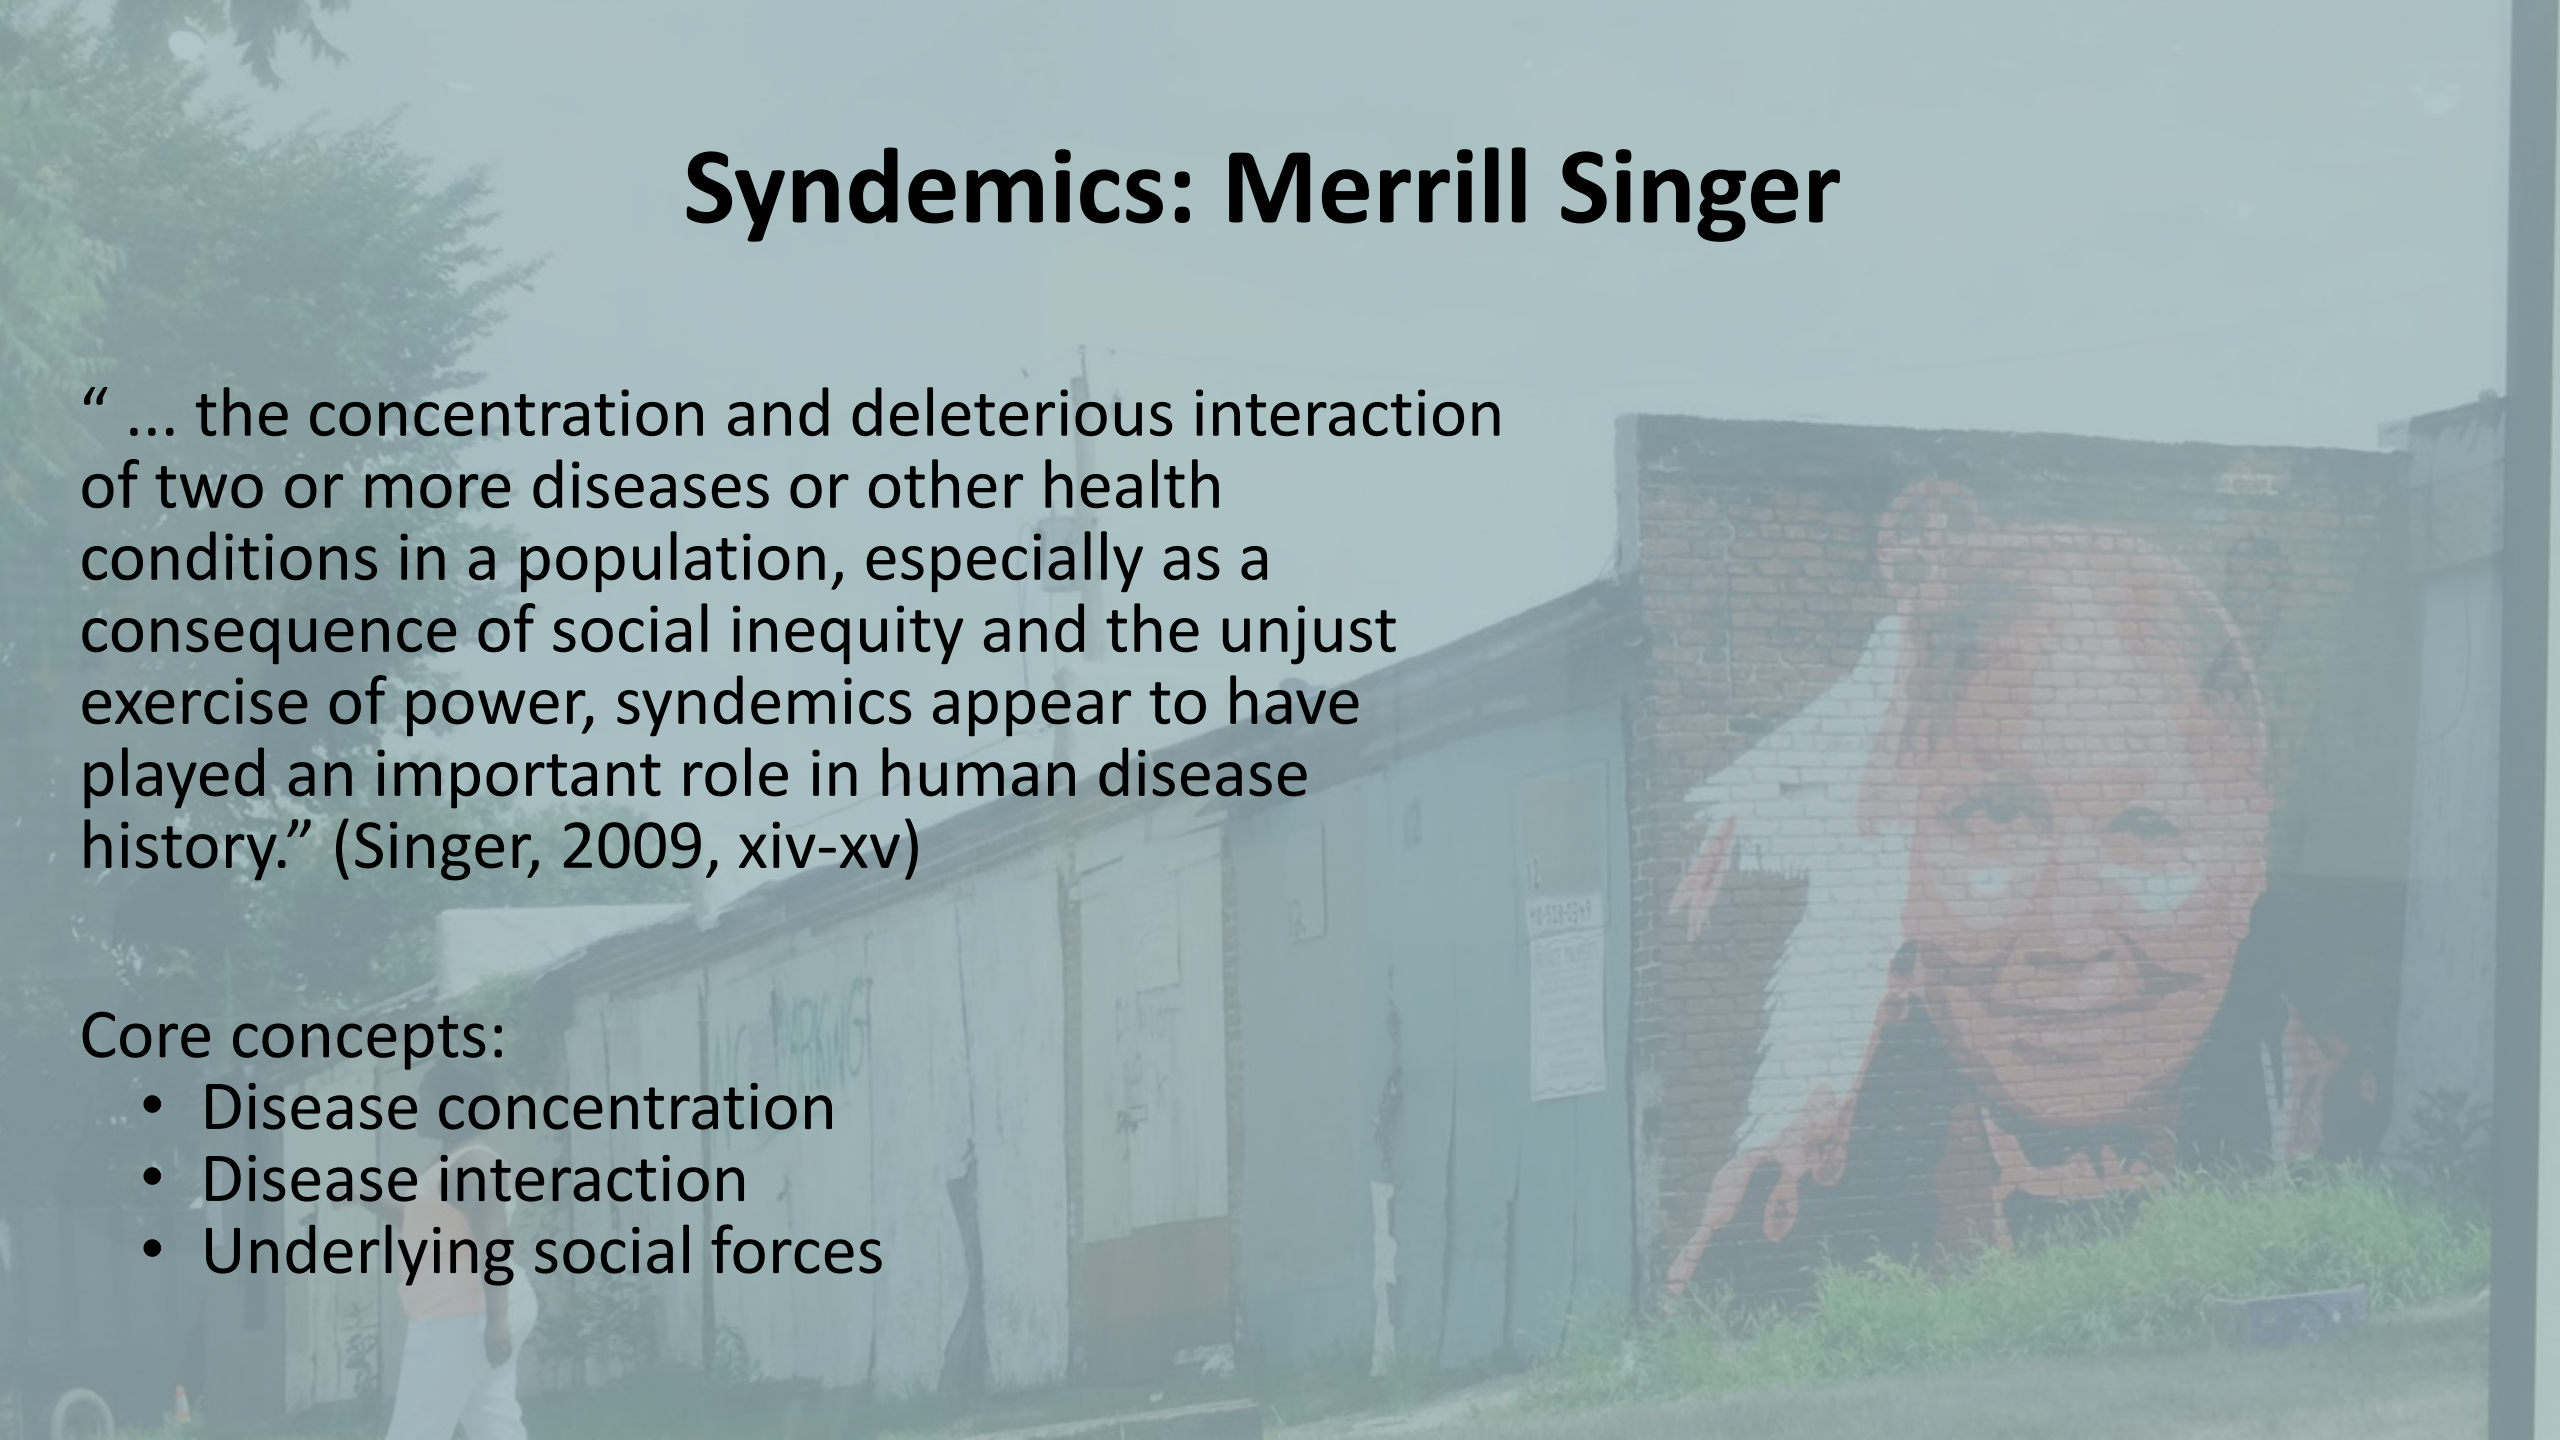 Syndemics: Merrill Singer
“ ... the concentration and deleterious interaction
of two or more diseases or other health
conditions in a population, especially as a
consequence of social inequity and the unjust
exercise of power, syndemics appear to have
played an important role in human disease
history.” (Singer, 2009, xiv-xv)
Core concepts:
• Disease concentration
• Disease interaction
• Underlying social forces